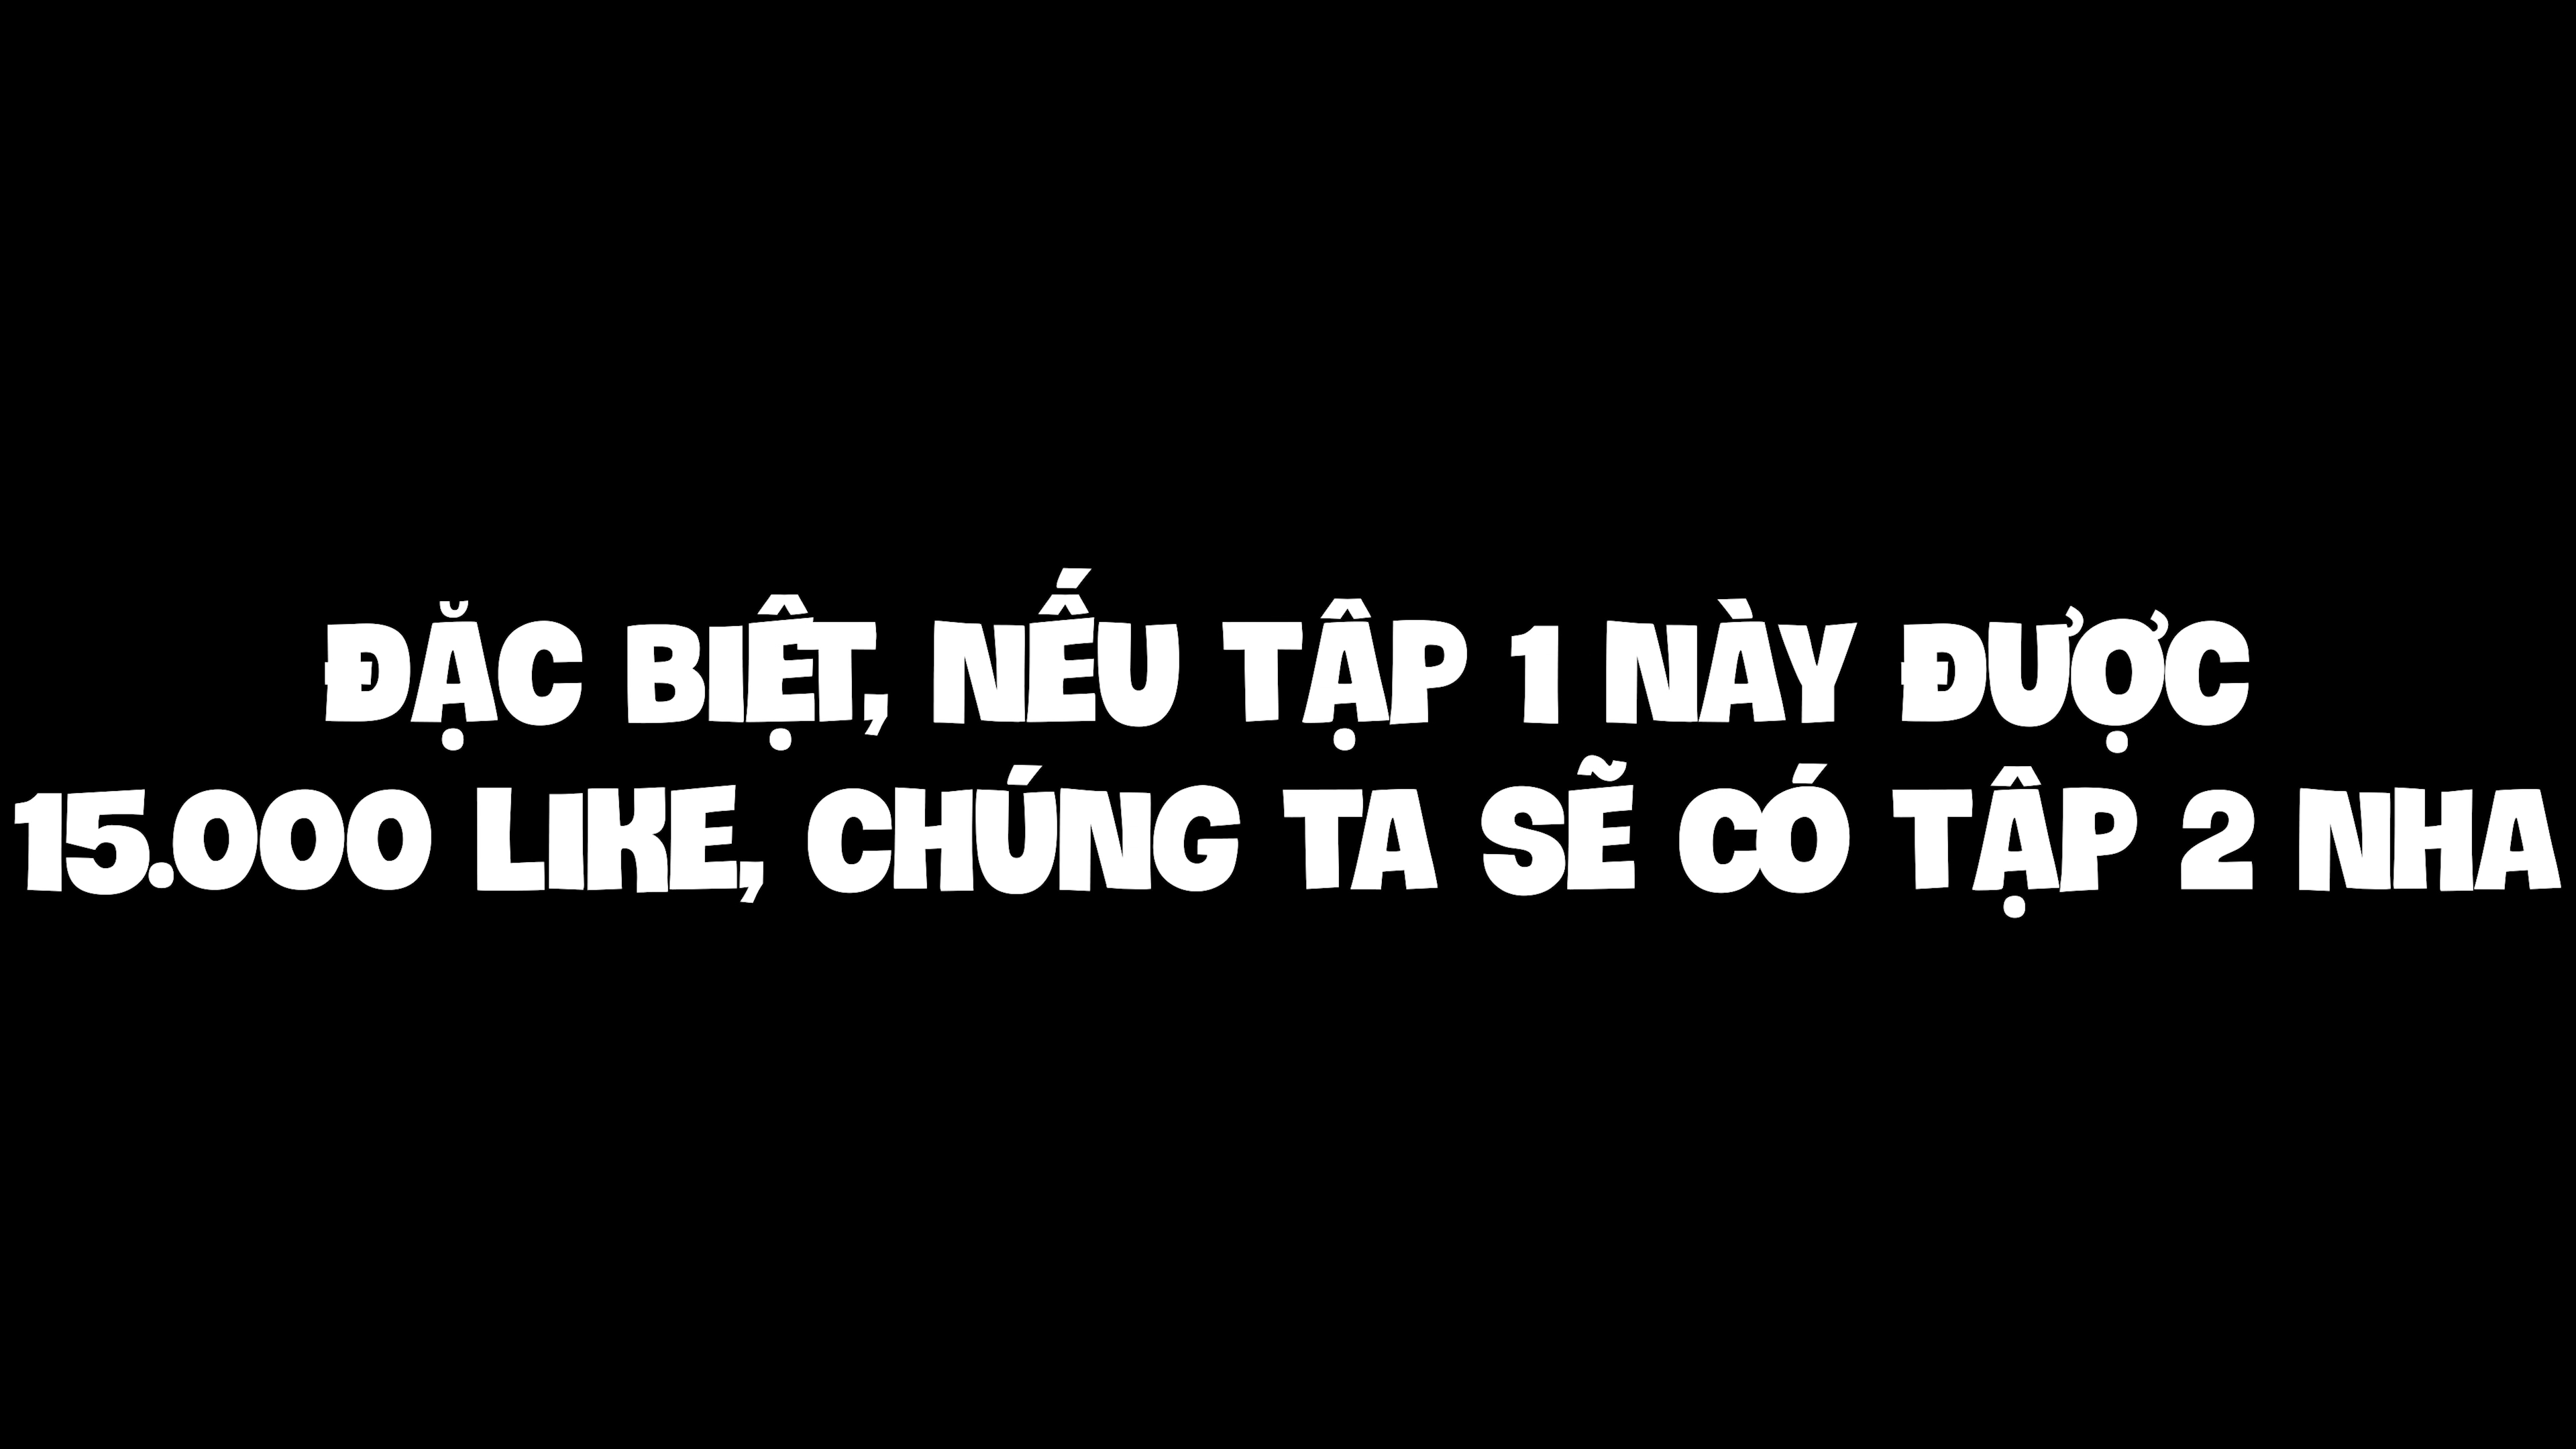 ĐẶC BIỆT, NẾU TẬP 1 NÀY ĐƯỢC
15.000 LIKE, CHÚNG TA SẼ CÓ TẬP 2 NHA